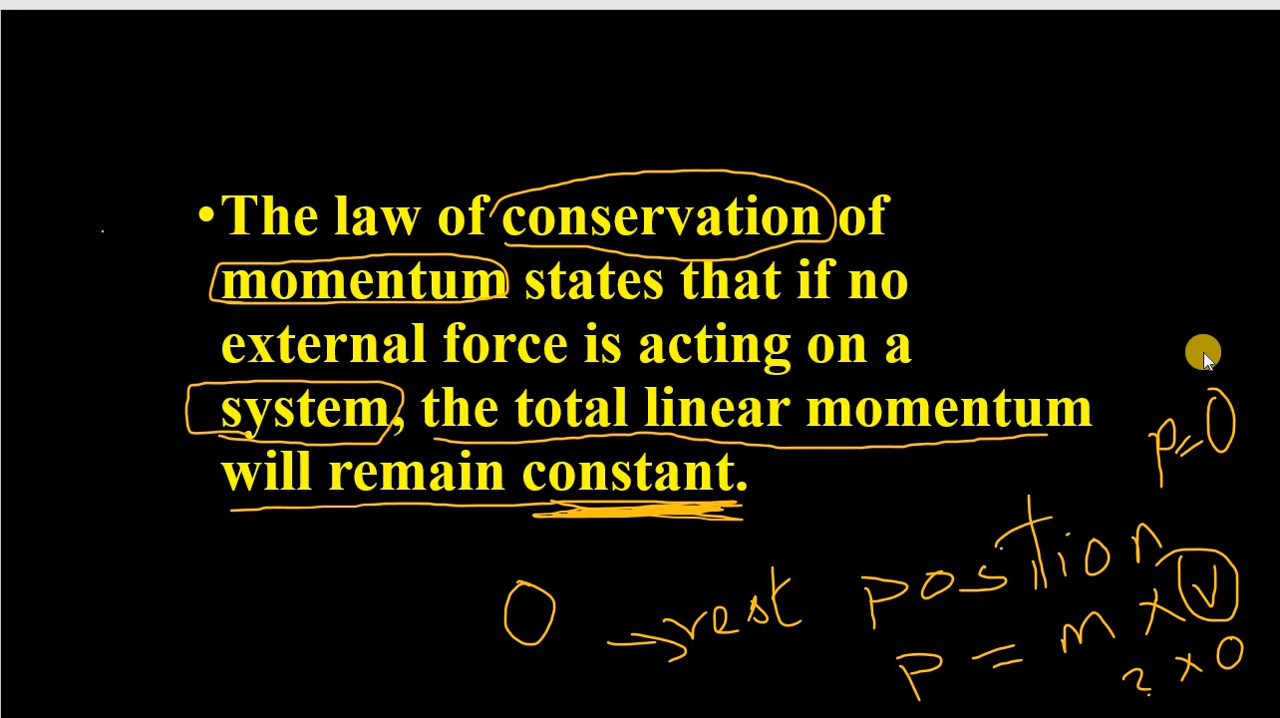 •The law of conservation of
momentum states that if no
external force is acting on a
system, the total linear momentum
will remain constant.
p=0
0 → rest position
P = m × v
2 × 0